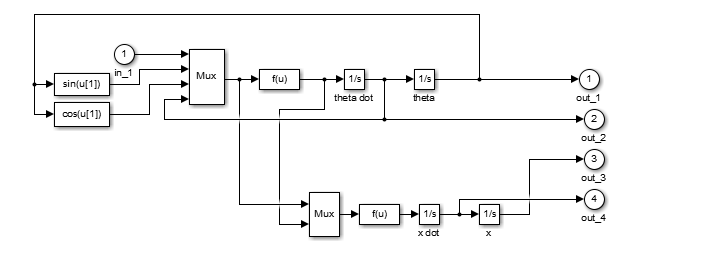 1
in_1
sin(u[1])
cos(u[1])
Mux
f(u)
1/s
theta dot
1/s
theta
1
out_1
2
out_2
3
out_3
4
out_4
Mux
f(u)
1/s
x dot
1/s
x